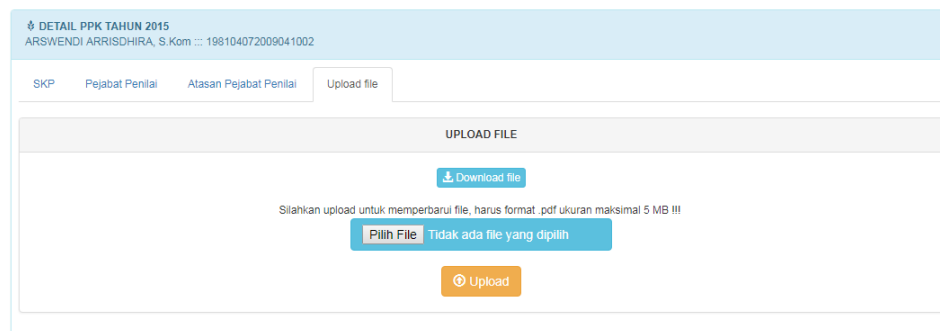 DETAIL PPK TAHUN 2015
ARSWENDI ARRISDHIRA, S.Kom ::: 198104072009041002
SKP Pejabat Penilai Atasan Pejabat Penilai Upload file
UPLOAD FILE
Download file
Silahkan upload untuk memperbarui file, harus format .pdf ukuran maksimal 5 MB !!!
Pilih File Tidak ada file yang dipilih
Upload